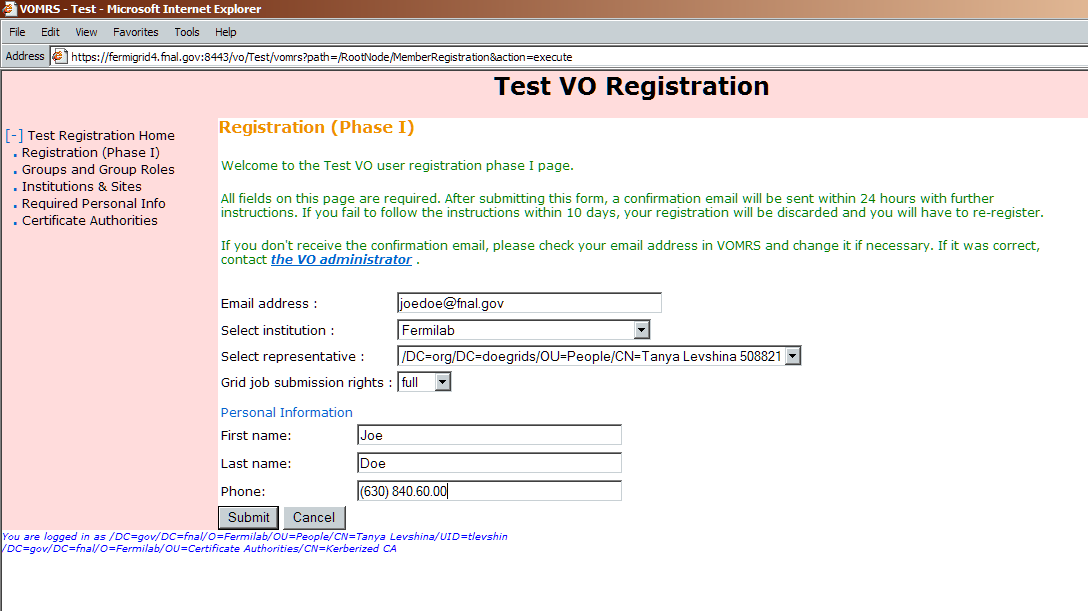 VOMRS - Test - Microsoft Internet Explorer
File Edit View Favorites Tools Help
Address https://fermigrid4.fnal.gov:8443/vo/Test/vomrs?path=/RootNode/MemberRegistration&action=execute
Test VO Registration
[-] Test Registration Home
. Registration (Phase I)
. Groups and Group Roles
. Institutions & Sites
. Required Personal Info
. Certificate Authorities
Registration (Phase I)
Welcome to the Test VO user registration phase I page.
All fields on this page are required. After submitting this form, a confirmation email will be sent within 24 hours with further
instructions. If you fail to follow the instructions within 10 days, your registration will be discarded and you will have to re-register.
If you don't receive the confirmation email, please check your email address in VOMRS and change it if necessary. If it was correct,
contact the VO administrator .
Email address : joedoe@fnal.gov
Select institution : Fermilab
Select representative : /DC=org/DC=doegrids/OU=People/CN=Tanya Levshina 508821
Grid job submission rights : full
Personal Information
First name: Joe
Last name: Doe
Phone: (630) 840.60.00
Submit Cancel
You are logged in as /DC=gov/DC=fnal/O=Fermilab/OU=People/CN=Tanya Levshina/UID=tlevshin
/DC=gov/DC=fnal/O=Fermilab/OU=Certificate Authorities/CN=Kerberized CA